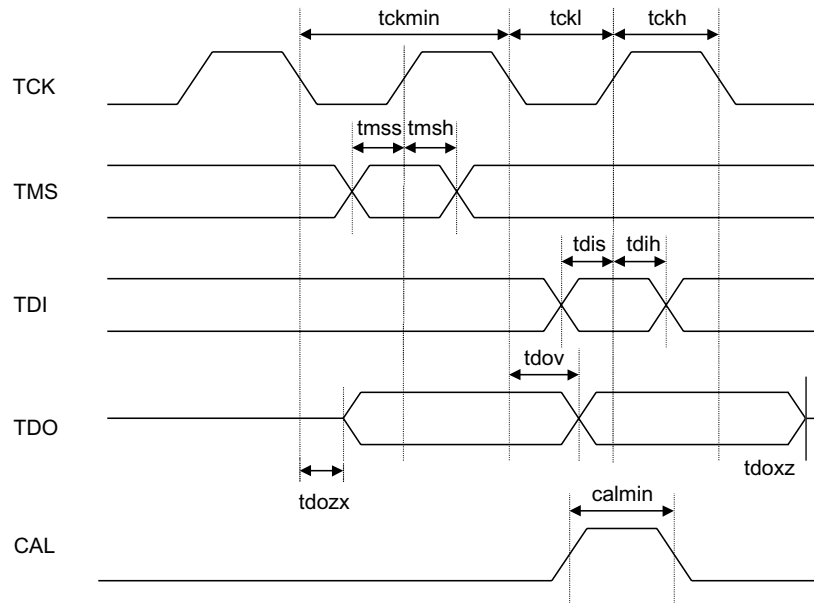 tckmin tckl tckh
TCK
tmss tmsh
TMS
tdis tdih
TDI
tdov
TDO
tdoxz
tdozx
calmin
CAL